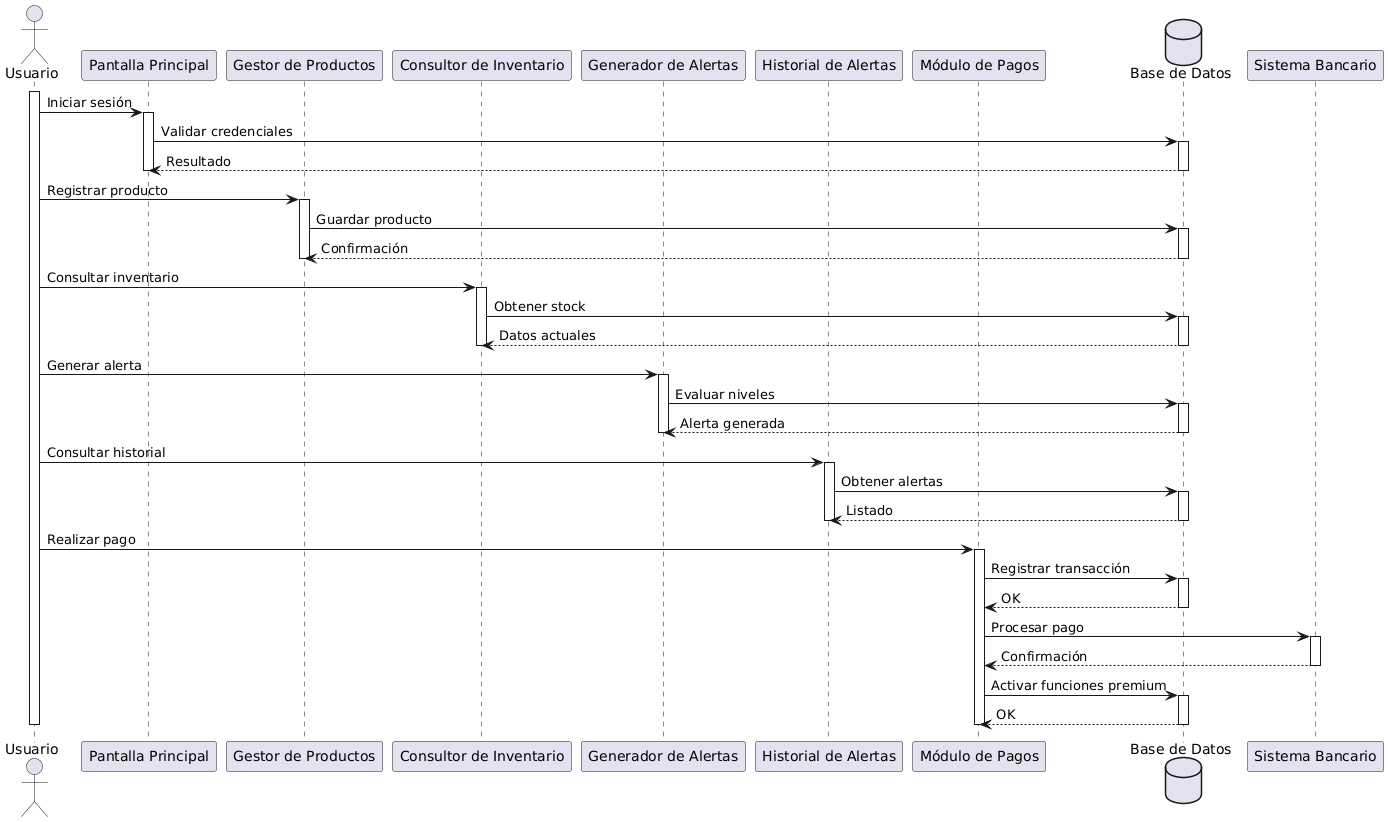 Usuario
Pantalla Principal
Gestor de Productos
Consultor de Inventario
Generador de Alertas
Historial de Alertas
Módulo de Pagos
Base de Datos
Sistema Bancario
Iniciar sesión
Validar credenciales
Resultado
Registrar producto
Guardar producto
Confirmación
Consultar inventario
Obtener stock
Datos actuales
Generar alerta
Evaluar niveles
Alerta generada
Consultar historial
Obtener alertas
Listado
Realizar pago
Registrar transacción
OK
Procesar pago
Confirmación
Activar funciones premium
OK
Usuario
Pantalla Principal
Gestor de Productos
Consultor de Inventario
Generador de Alertas
Historial de Alertas
Módulo de Pagos
Base de Datos
Sistema Bancario